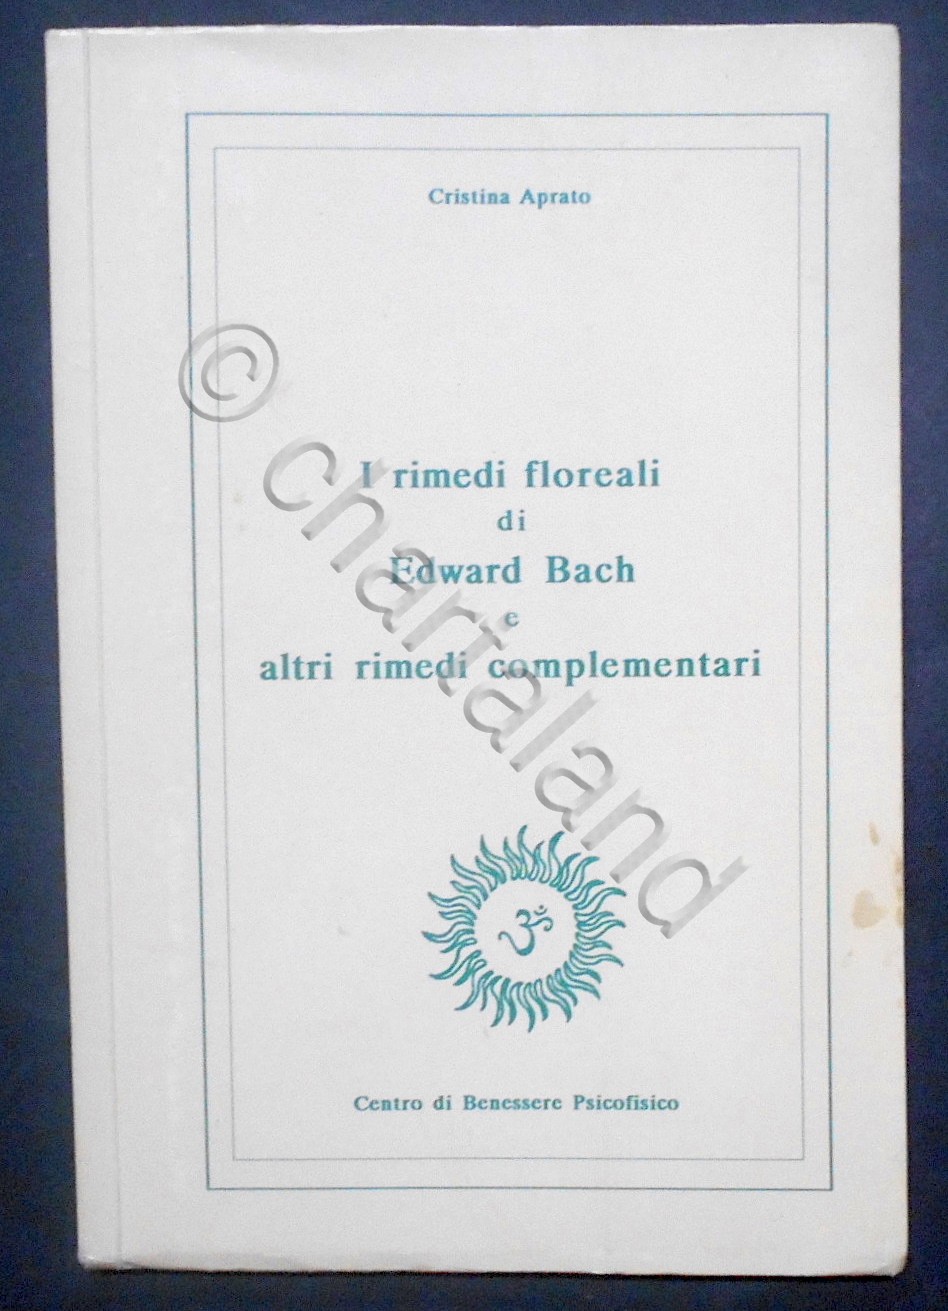 Cristina Aprato
I rimedi floreali
di
Edward Bach
e
altri rimedi complementari
ॐ
Centro di Benessere Psicofisico
© chartaland